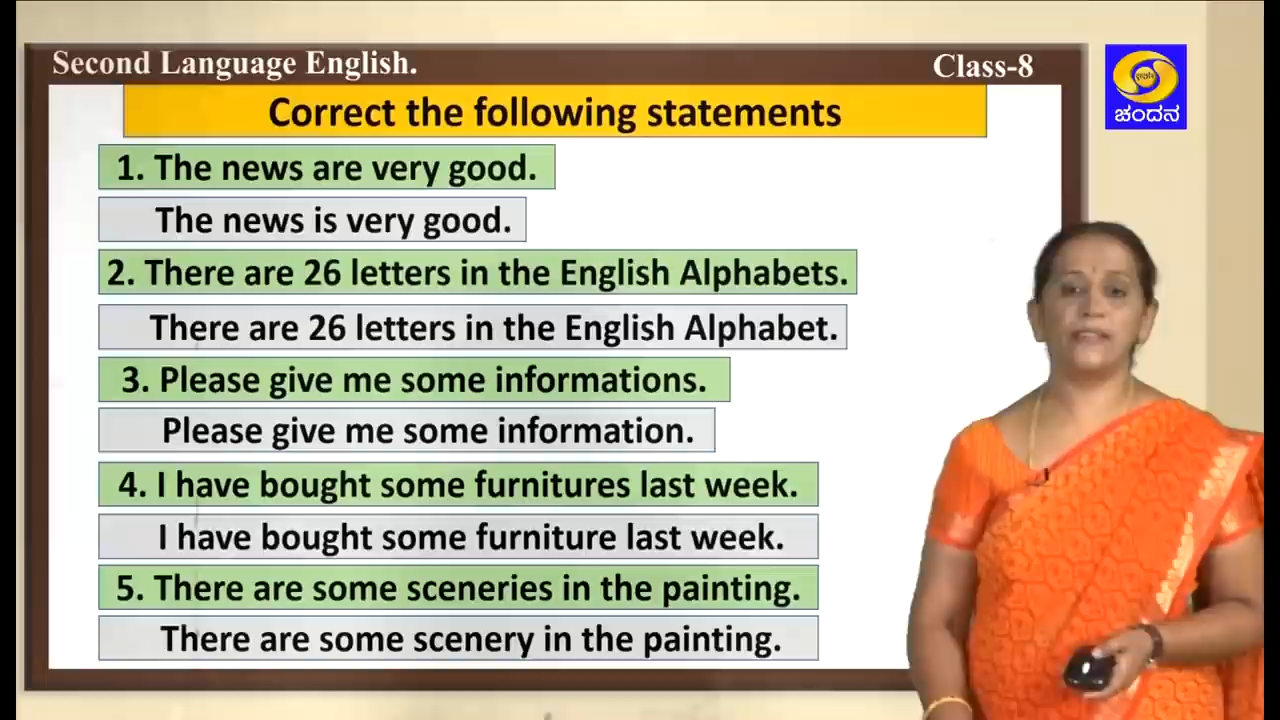 Second Language English.
Class-8
Correct the following statements
1. The news are very good.
The news is very good.
2. There are 26 letters in the English Alphabets.
There are 26 letters in the English Alphabet.
3. Please give me some informations.
Please give me some information.
4. I have bought some furnitures last week.
I have bought some furniture last week.
5. There are some sceneries in the painting.
There are some scenery in the painting.
ಚಂದನ